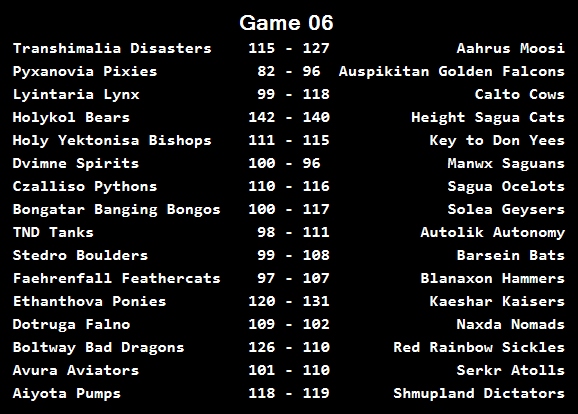 Game 06
Transhimalia Disasters 115 - 127 Aahrus Moosi
Pyxanovia Pixies 82 - 96 Auspikitan Golden Falcons
Lyintaria Lynx 99 - 118 Calto Cows
Holykol Bears 142 - 140 Height Sagua Cats
Holy Yektonisa Bishops 111 - 115 Key to Don Yees
Dvimne Spirits 100 - 96 Manwx Saguans
Czalliso Pythons 110 - 116 Sagua Ocelots
Bongatar Banging Bongos 100 - 117 Solea Geysers
TND Tanks 98 - 111 Autolik Autonomy
Stedro Boulders 99 - 108 Barsein Bats
Faehrenfall Feathercats 97 - 107 Blanaxon Hammers
Ethanthova Ponies 120 - 131 Kaeshar Kaisers
Dotruga Falno 109 - 102 Naxda Nomads
Boltway Bad Dragons 126 - 110 Red Rainbow Sickles
Avura Aviators 101 - 110 Serkr Atolls
Aiyota Pumps 118 - 119 Shmupland Dictators